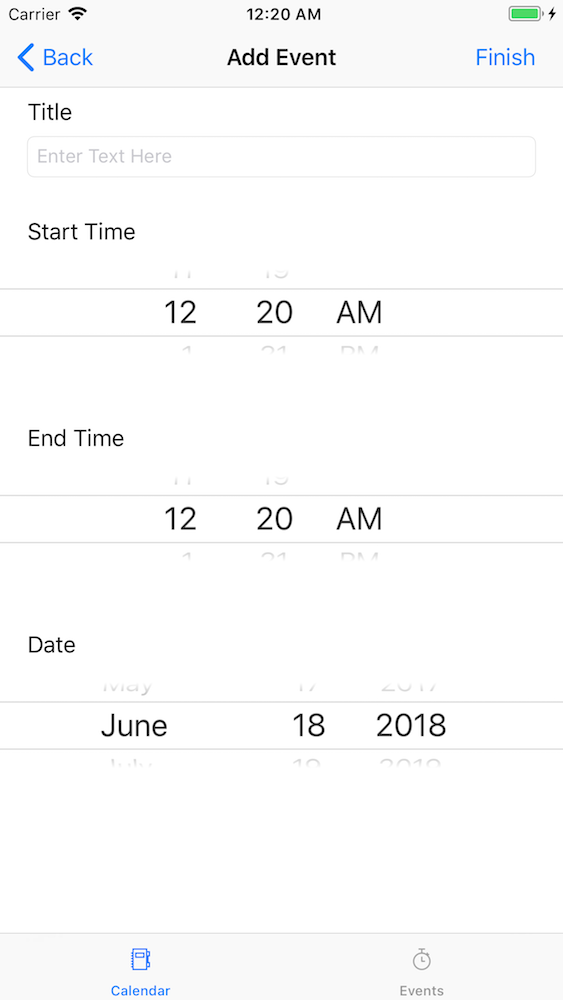 Carrier 12:20 AM
Back Add Event Finish
Title
Enter Text Here
Start Time
12 20 AM
End Time
12 20 AM
Date
May 17 2017
June 18 2018
July
Calendar Events